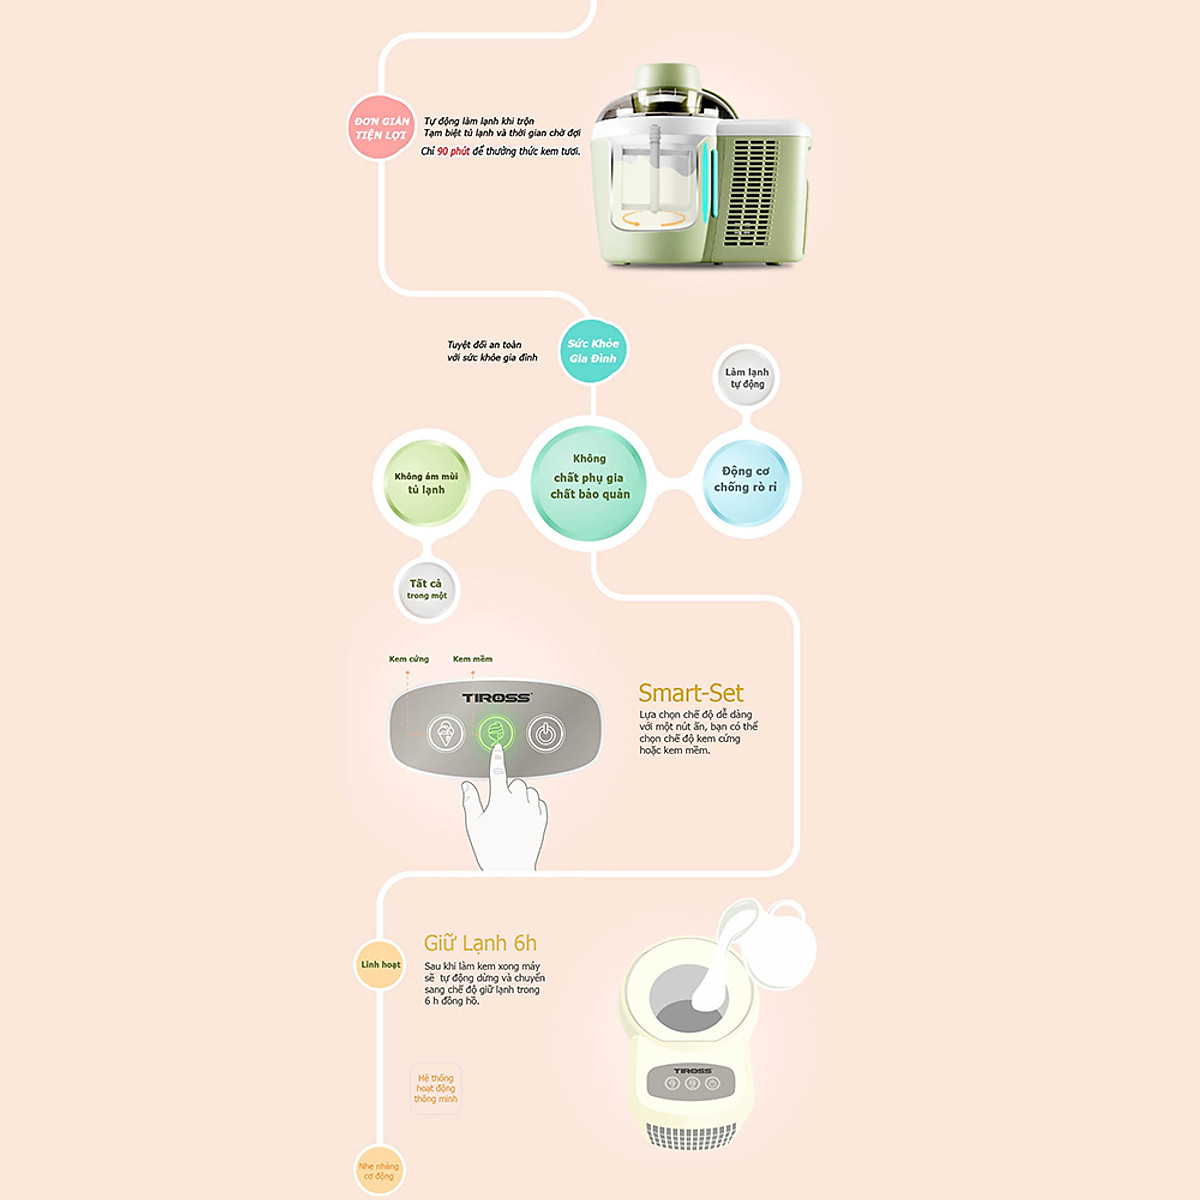 ĐƠN GIẢN
TIỆN LỢI
Tự động làm lạnh khi trộn
Tạm biệt tủ lạnh và thời gian chờ đợi
Chỉ 90 phút để thưởng thức kem tươi.
Tuyệt đối an toàn
với sức khỏe gia đình
Sức Khỏe
Gia Đình
Làm lạnh
tự động
Không ám mùi
tủ lạnh
Không
chất phụ gia
chất bảo quản
Động cơ
chống rò rỉ
Tất cả
trong một
Kem cứng
Kem mềm
TIROSS
Smart-Set
Lựa chọn chế độ dễ dàng
với một nút ấn, bạn có thể
chọn chế độ kem cứng
hoặc kem mềm.
Linh hoạt
Giữ Lạnh 6h
Sau khi làm kem xong máy
sẽ tự động dừng và chuyển
sang chế độ giữ lạnh trong
6 h đồng hồ.
TIROSS
Hệ thống
hoạt động
thông minh
Nhẹ nhàng
cơ động